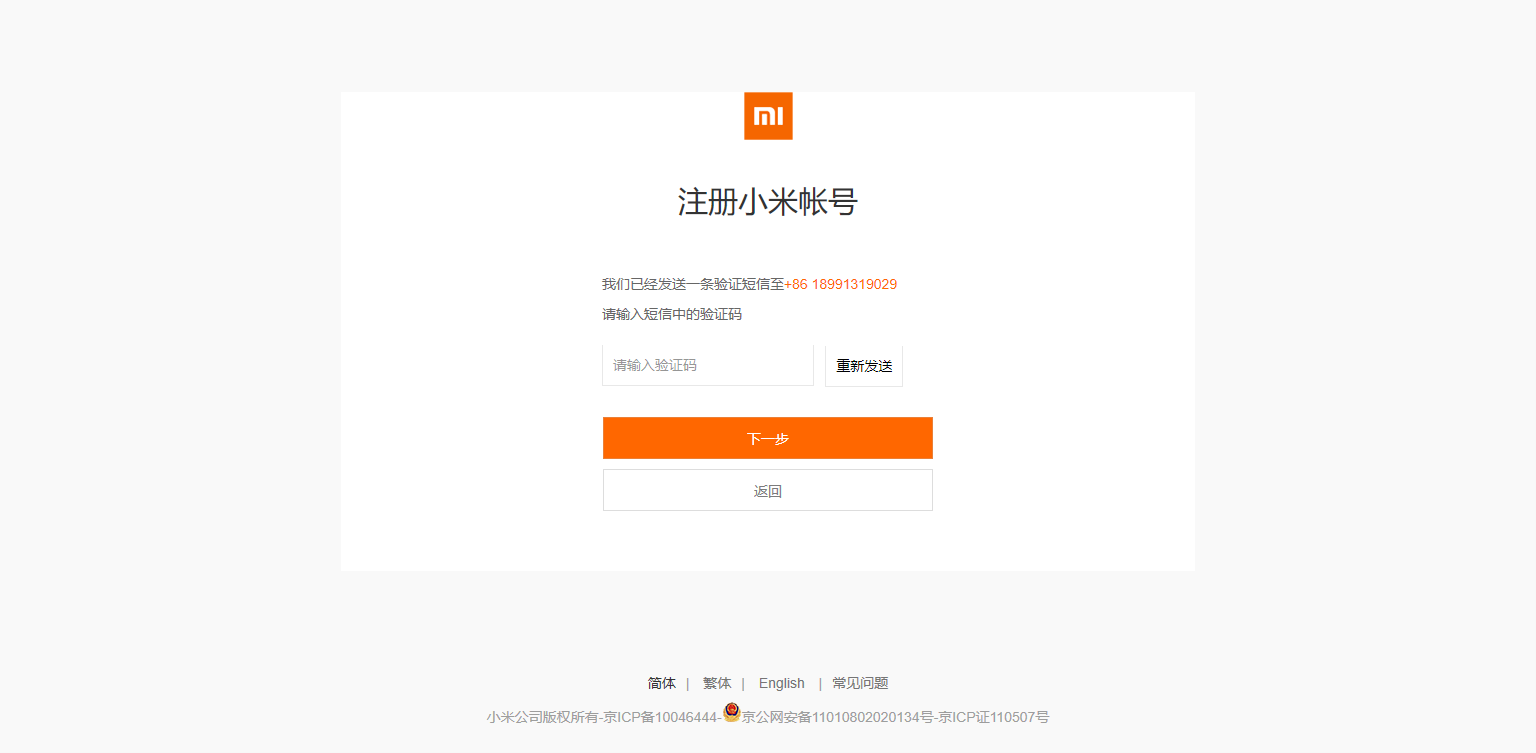 mi
注册小米帐号
我们已经发送一条验证短信至+86 18991319029
请输入短信中的验证码
请输入验证码 重新发送
下一步
返回
简体 | 繁体 | English | 常见问题
小米公司版权所有-京ICP备10046444-京公网安备11010802020134号-京ICP证110507号